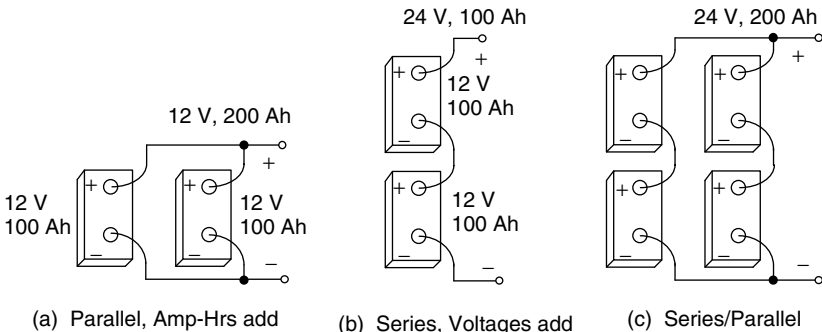 24 V, 100 Ah
24 V, 200 Ah
+
+
+
12 V
100 Ah
+
+
−
−
−
12 V, 200 Ah
+
12 V
100 Ah
+
−
+
−
12 V
100 Ah
−
+
−
12 V
100 Ah
−
+
−
+
−
−
(a) Parallel, Amp-Hrs add
(b) Series, Voltages add
(c) Series/Parallel